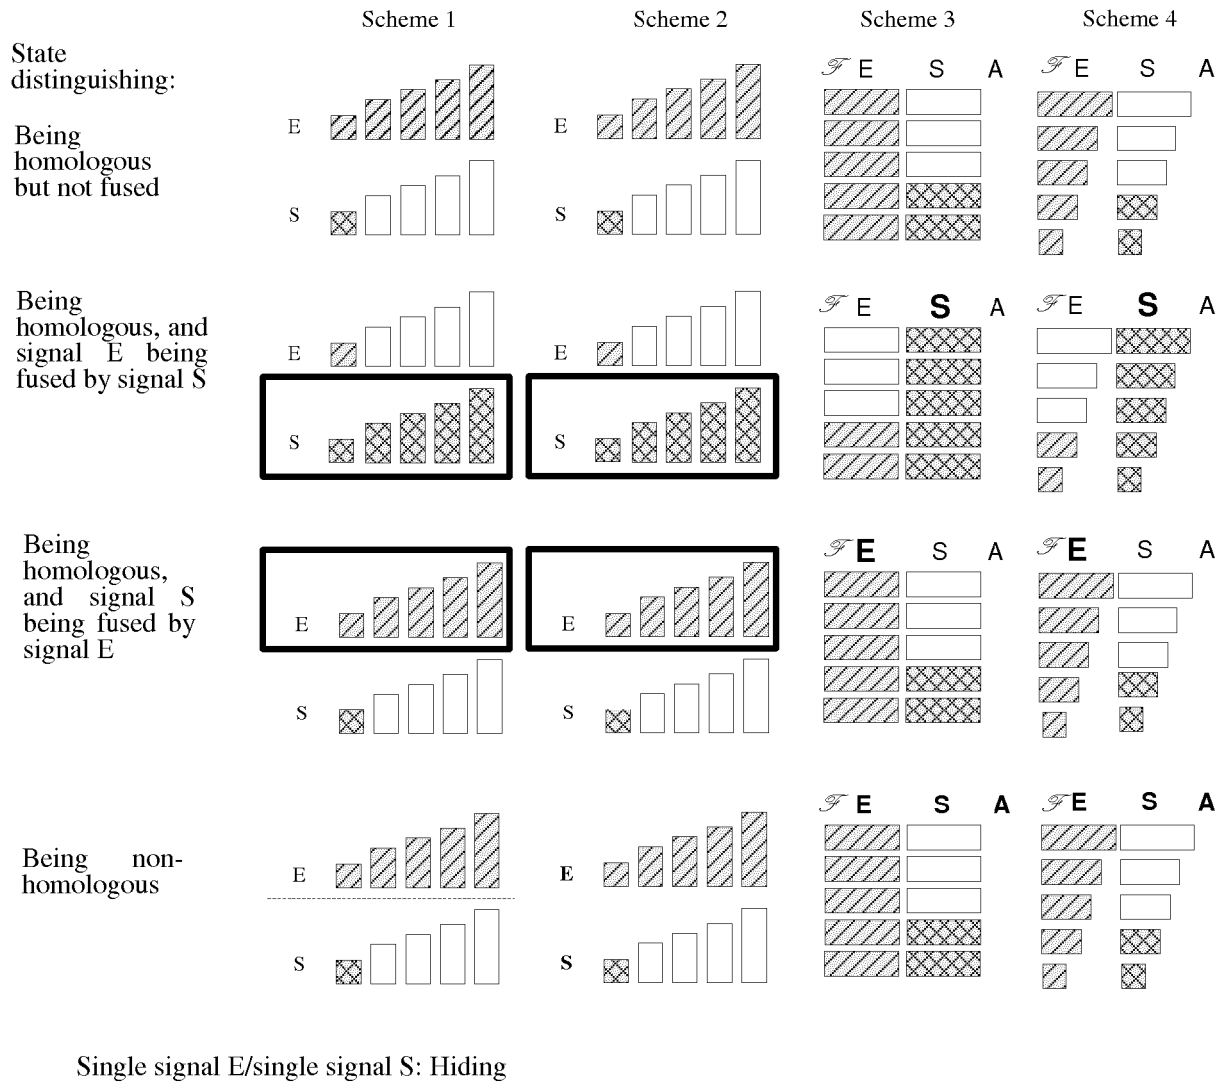 Scheme 1 Scheme 2 Scheme 3 Scheme 4
State
distinguishing:
ℱ E S A ℱ E S A
Being
homologous
but not fused
E E
S S
Being
homologous, and
signal E being
fused by signal S
ℱ E S A ℱ E S A
E E
S S
Being
homologous,
and signal S
being fused by
signal E
ℱ E S A ℱ E S A
E E
S S
ℱ E S A ℱ E S A
Being non-
homologous
E E
S S
Single signal E/single signal S: Hiding